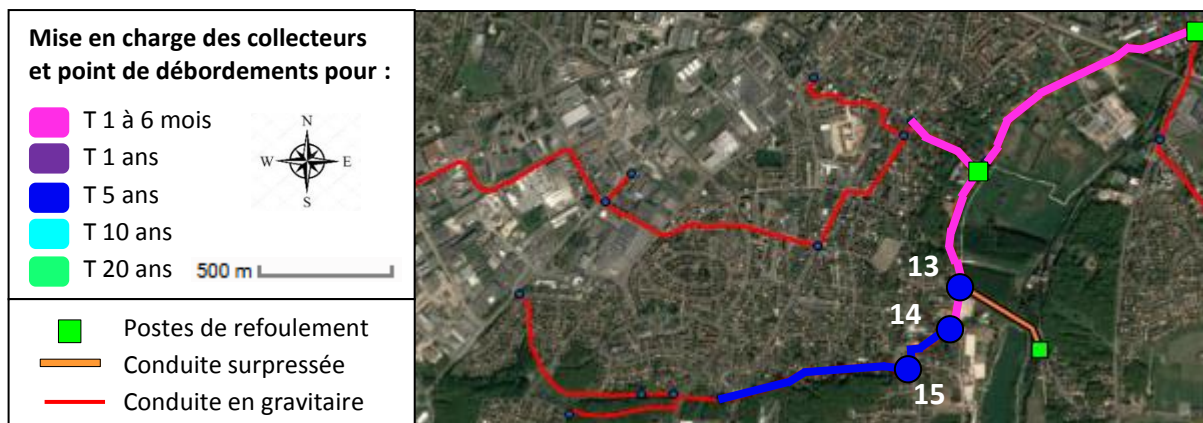 Mise en charge des collecteurs
et point de débordements pour :
T 1 à 6 mois
T 1 ans
T 5 ans
T 10 ans
T 20 ans
N
W E
S
500 m
Postes de refoulement
Conduite surpressée
Conduite en gravitaire
13
14
15